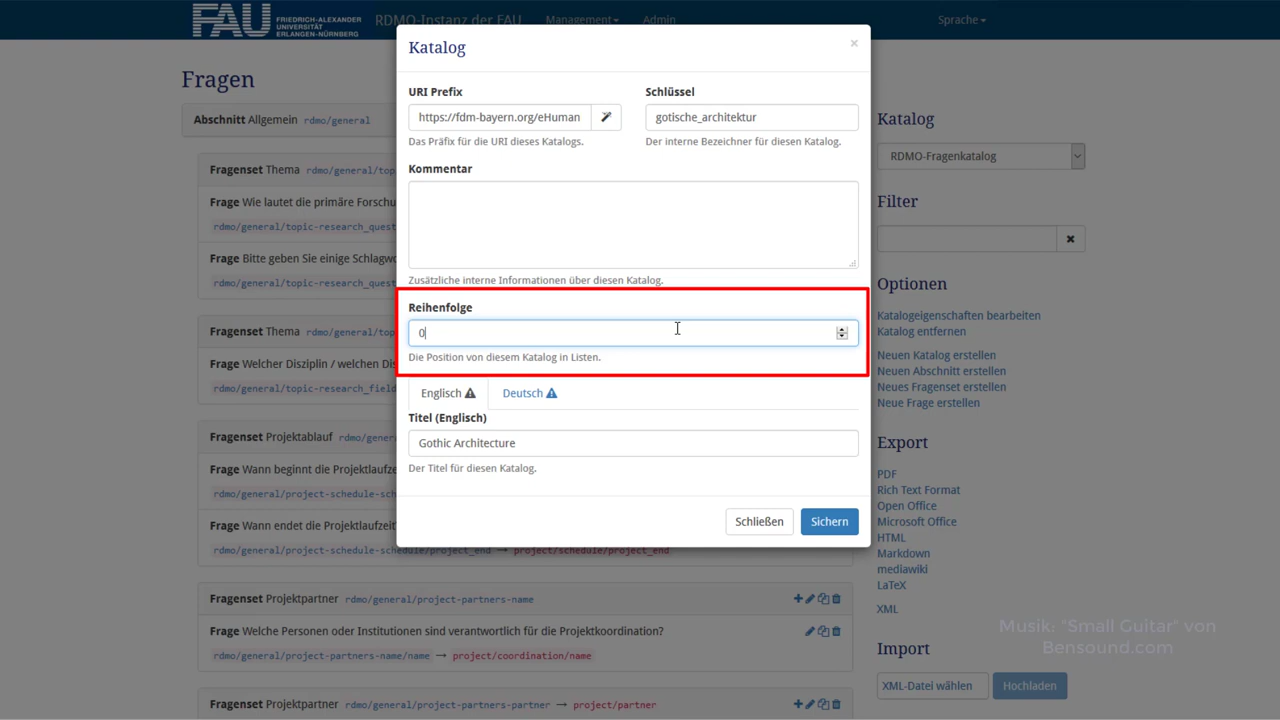 FAU FRIEDRICH-ALEXANDER UNIVERSITÄT ERLANGEN-NÜRNBERG RDMO-Instanz der FAU Management Admin Sprache
Katalog ×
Fragen
URI Prefix Schlüssel
https://fdm-bayern.org/eHuman gotische_architektur
Das Präfix für die URI dieses Katalogs. Der interne Bezeichner für diesen Katalog.
Kommentar
Zusätzliche interne Informationen über diesen Katalog.
Reihenfolge
0
Die Position von diesem Katalog in Listen.
Englisch Deutsch
Titel (Englisch)
Gothic Architecture
Der Titel für diesen Katalog.
Schließen Sichern
Abschnitt Allgemein rdmo/general
Fragenset Thema rdmo/general/top
Frage Wie lautet die primäre Forschu
rdmo/general/topic-research_quest
Frage Bitte geben Sie einige Schlagwo
rdmo/general/topic-research_quest
Fragenset Thema rdmo/general/top
Frage Welcher Disziplin / welchen Dis
rdmo/general/topic-research_field
Fragenset Projektablauf rdmo/gener
Frage Wann beginnt die Projektlaufze
rdmo/general/project-schedule-sch
Frage Wann endet die Projektlaufzeit?
rdmo/general/project-schedule-schedule/project_end → project/schedule/project_end
Fragenset Projektpartner rdmo/general/project-partners-name
Frage Welche Personen oder Institutionen sind verantwortlich für die Projektkoordination?
rdmo/general/project-partners-name/name → project/coordination/name
Fragenset Projektpartner rdmo/general/project-partners-partner → project/partner
Katalog
RDMO-Fragenkatalog
Filter
Optionen
Katalogeigenschaften bearbeiten
Katalog entfernen
Neuen Katalog erstellen
Neuen Abschnitt erstellen
Neues Fragenset erstellen
Neue Frage erstellen
Export
PDF
Rich Text Format
Open Office
Microsoft Office
HTML
Markdown
mediawiki
LaTeX
XML
Import
XML-Datei wählen Hochladen
Musik: "Small Guitar" von
Bensound.com